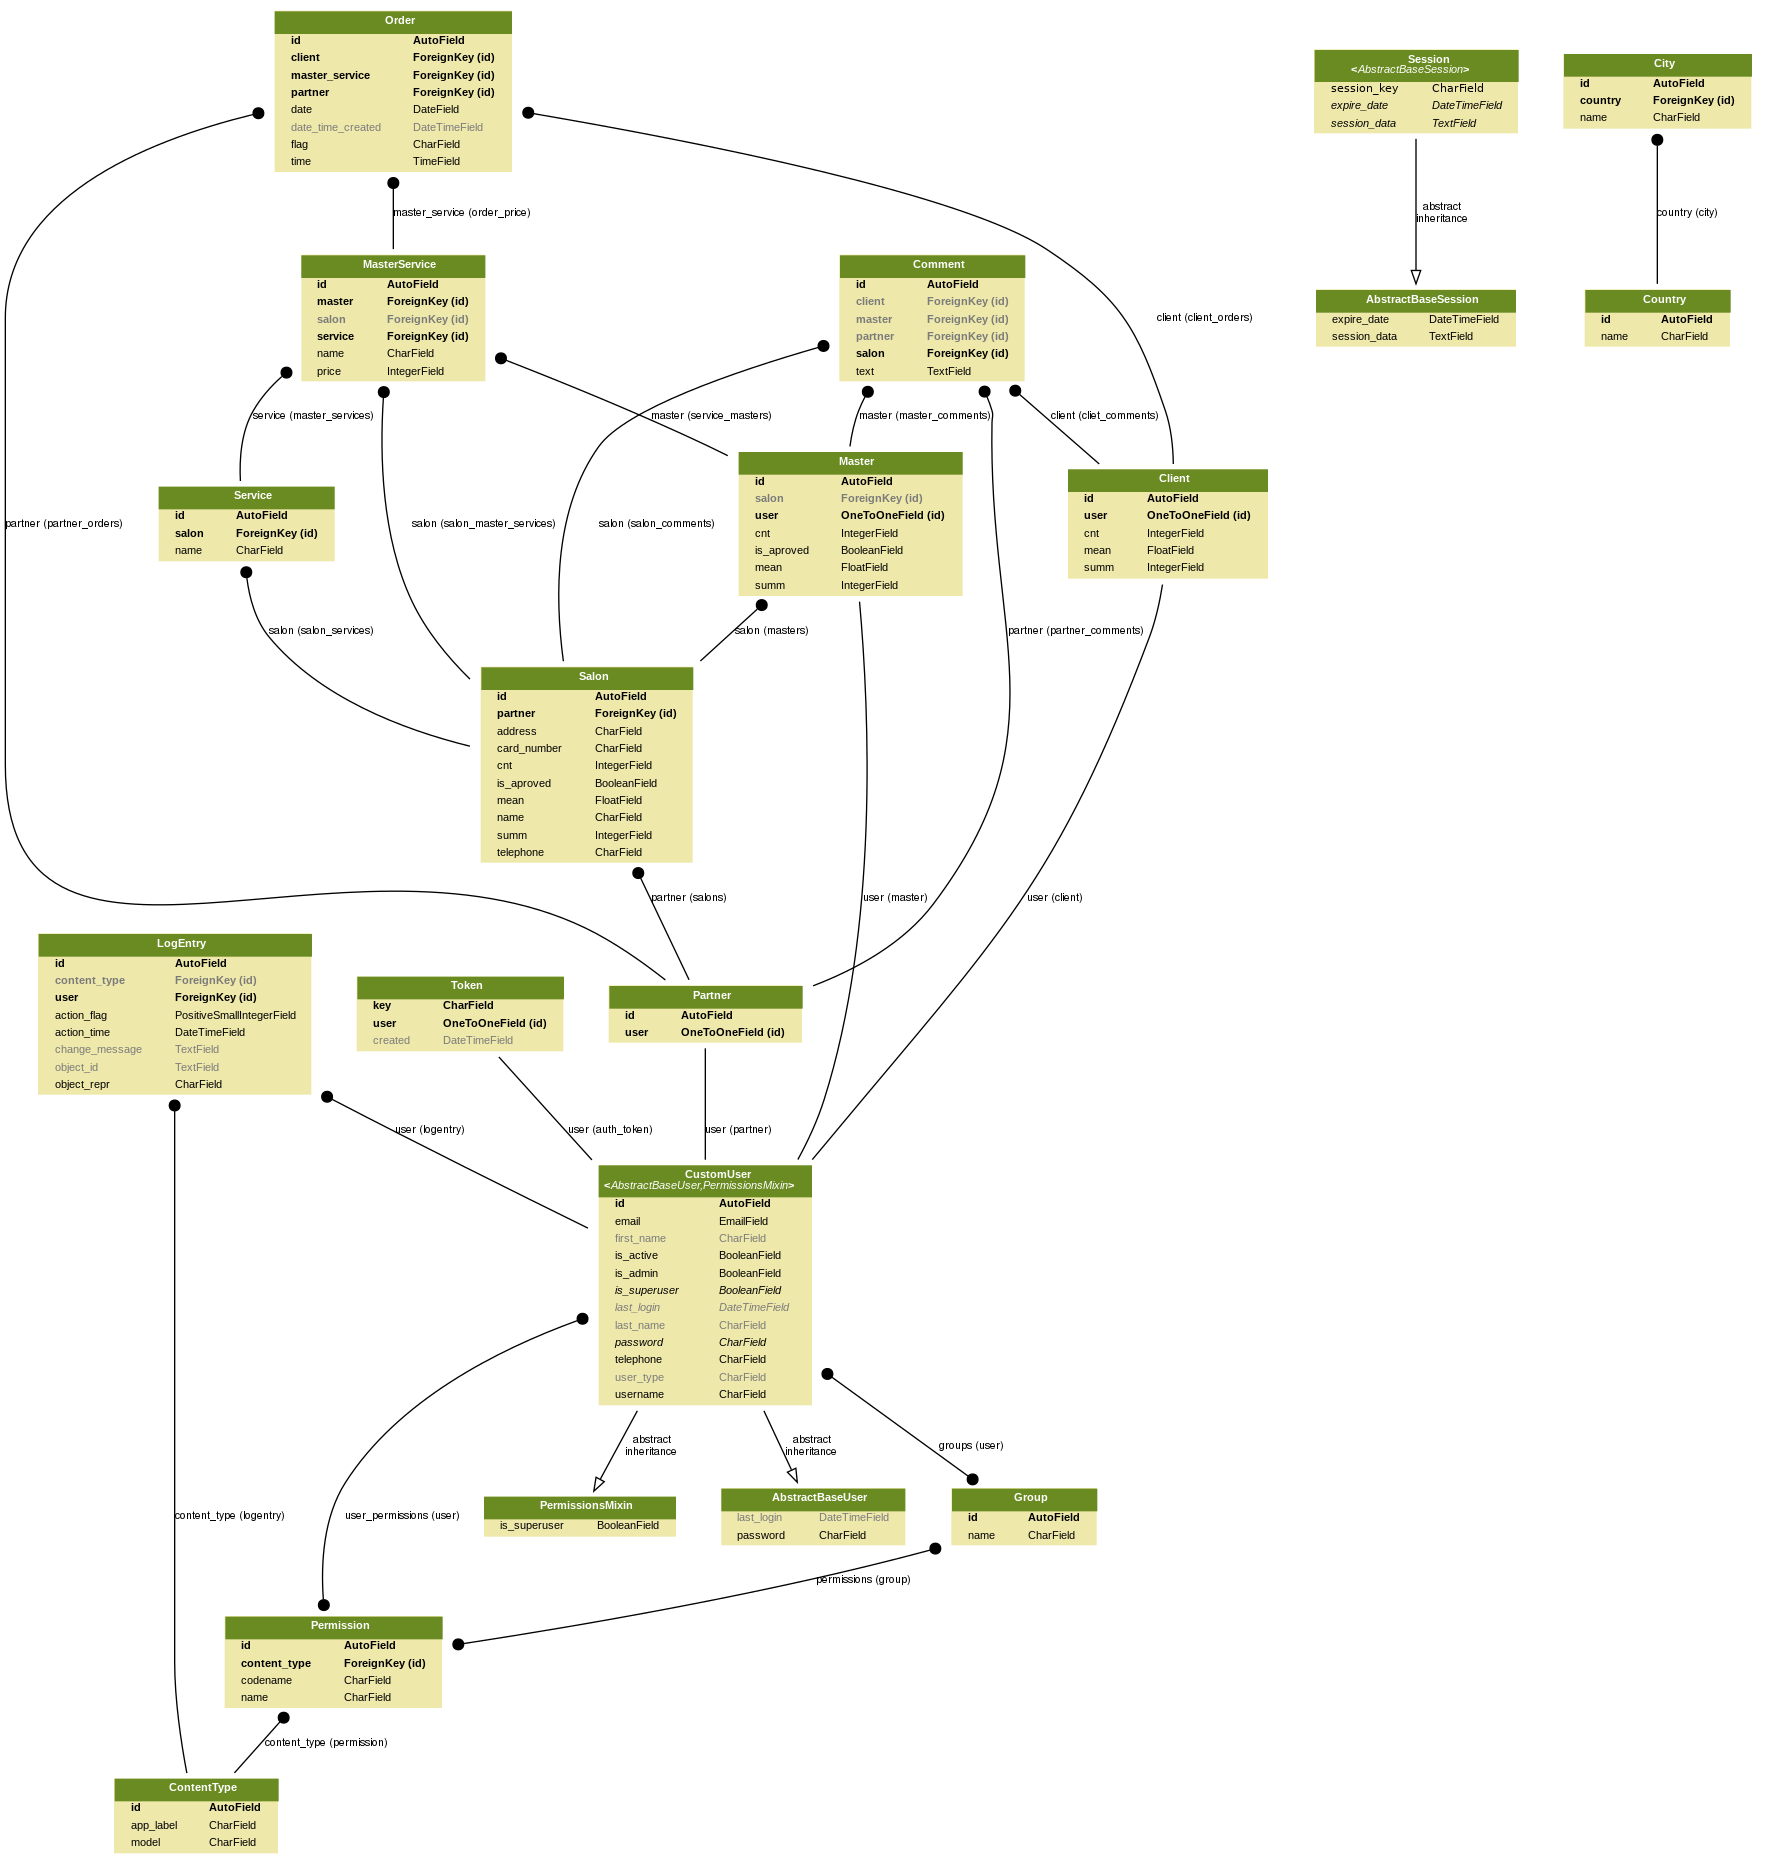 Order
id AutoField
client ForeignKey (id)
master_service ForeignKey (id)
partner ForeignKey (id)
date DateField
date_time_created DateTimeField
flag CharField
time TimeField
Session
<AbstractBaseSession>
session_key CharField
expire_date DateTimeField
session_data TextField
City
id AutoField
country ForeignKey (id)
name CharField
master_service (order_price)
abstract
inheritance
country (city)
MasterService
id AutoField
master ForeignKey (id)
salon ForeignKey (id)
service ForeignKey (id)
name CharField
price IntegerField
Comment
id AutoField
client ForeignKey (id)
master ForeignKey (id)
partner ForeignKey (id)
salon ForeignKey (id)
text TextField
client (client_orders)
AbstractBaseSession
expire_date DateTimeField
session_data TextField
Country
id AutoField
name CharField
service (master_services)
master (service_masters)
master (master_comments)
client (cliet_comments)
Service
id AutoField
salon ForeignKey (id)
name CharField
Master
id AutoField
salon ForeignKey (id)
user OneToOneField (id)
cnt IntegerField
is_aproved BooleanField
mean FloatField
summ IntegerField
Client
id AutoField
user OneToOneField (id)
cnt IntegerField
mean FloatField
summ IntegerField
partner (partner_orders)
salon (salon_master_services)
salon (salon_comments)
salon (salon_services)
salon (masters)
partner (partner_comments)
Salon
id AutoField
partner ForeignKey (id)
address CharField
card_number CharField
cnt IntegerField
is_aproved BooleanField
mean FloatField
name CharField
summ IntegerField
telephone CharField
partner (salons)
user (master)
user (client)
LogEntry
id AutoField
content_type ForeignKey (id)
user ForeignKey (id)
action_flag PositiveSmallIntegerField
action_time DateTimeField
change_message TextField
object_id TextField
object_repr CharField
Token
key CharField
user OneToOneField (id)
created DateTimeField
Partner
id AutoField
user OneToOneField (id)
user (logentry)
user (auth_token)
user (partner)
CustomUser
<AbstractBaseUser,PermissionsMixin>
id AutoField
email EmailField
first_name CharField
is_active BooleanField
is_admin BooleanField
is_superuser BooleanField
last_login DateTimeField
last_name CharField
password CharField
telephone CharField
user_type CharField
username CharField
abstract
inheritance
abstract
inheritance
groups (user)
content_type (logentry)
user_permissions (user)
PermissionsMixin
is_superuser BooleanField
AbstractBaseUser
last_login DateTimeField
password CharField
Group
id AutoField
name CharField
permissions (group)
Permission
id AutoField
content_type ForeignKey (id)
codename CharField
name CharField
content_type (permission)
ContentType
id AutoField
app_label CharField
model CharField